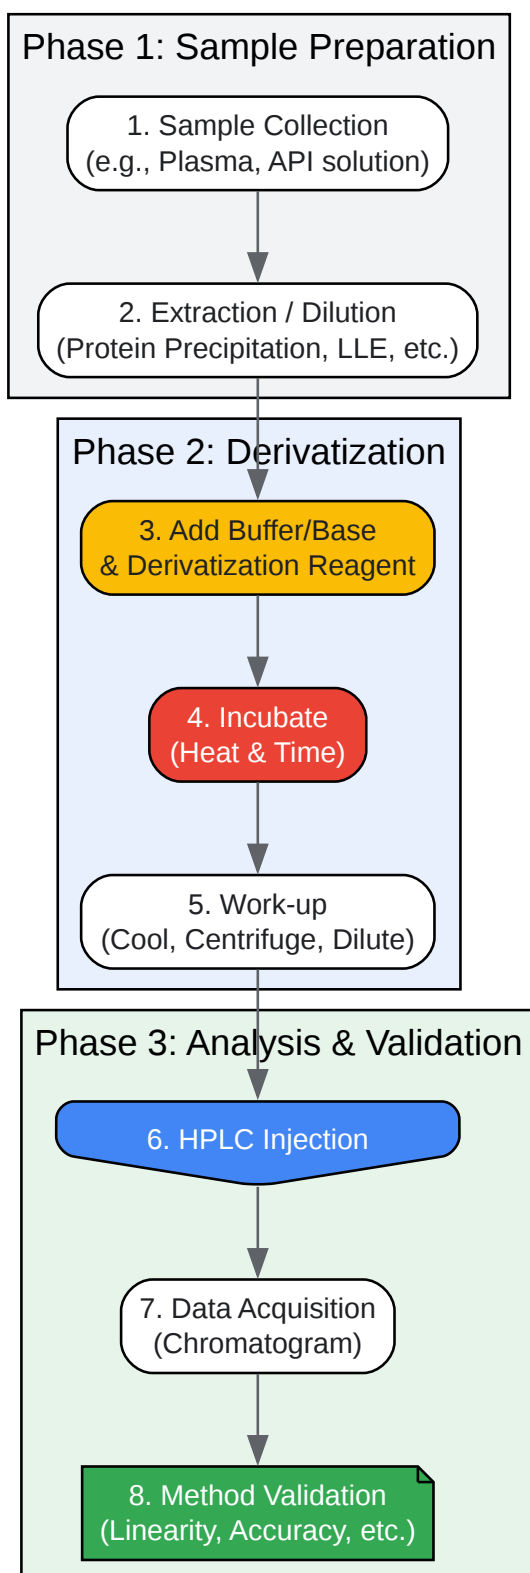 Phase 1: Sample Preparation
1. Sample Collection
(e.g., Plasma, API solution)
2. Extraction / Dilution
(Protein Precipitation, LLE, etc.)
Phase 2: Derivatization
3. Add Buffer/Base
& Derivatization Reagent
4. Incubate
(Heat & Time)
5. Work-up
(Cool, Centrifuge, Dilute)
Phase 3: Analysis & Validation
6. HPLC Injection
7. Data Acquisition
(Chromatogram)
8. Method Validation
(Linearity, Accuracy, etc.)